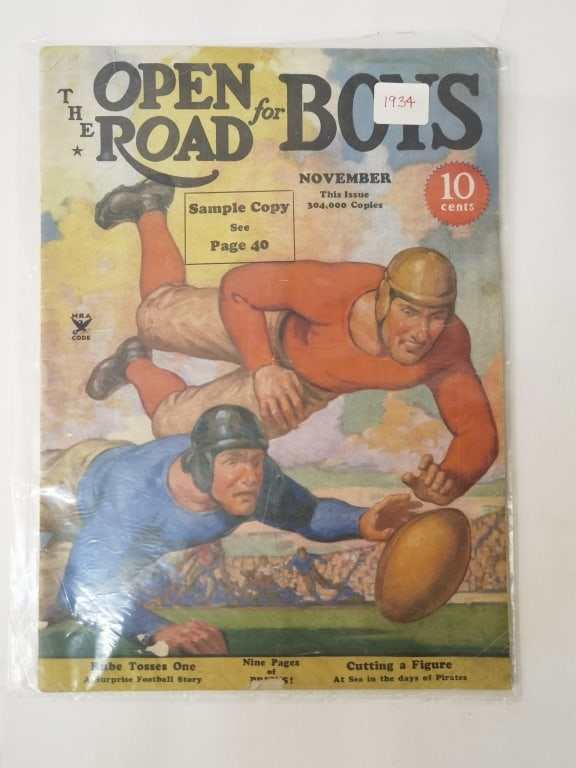 THE OPEN ROAD for BOYS
1934
NOVEMBER
This Issue
304,000 Copies
10
cents
Sample Copy
See
Page 40
NRA
CODE
Rube Tosses One
A Surprise Football Story
Nine Pages
of
Cutting a Figure
At Sea in the days of Pirates